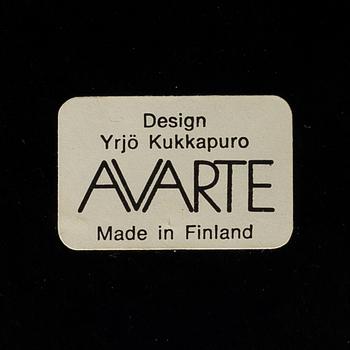 Design
Yrjö Kukkapuro
AVARTE
Made in Finland